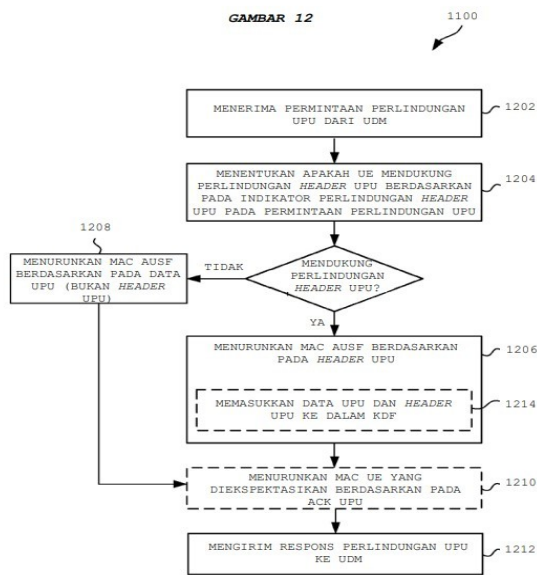 GAMBAR 12
1100
MENERIMA PERMINTAAN PERLINDUNGAN
UPU DARI UDM
1202
MENENTUKAN APAKAH UE MENDUKUNG
PERLINDUNGAN HEADER UPU BERDASARKAN
PADA INDIKATOR PERLINDUNGAN HEADER
UPU PADA PERMINTAAN PERLINDUNGAN UPU
1204
1208
MENURUNKAN MAC AUSF
BERDASARKAN PADA DATA
UPU (BUKAN HEADER
UPU)
TIDAK
MENDUKUNG
PERLINDUNGAN
HEADER
UPU?
YA
MENURUNKAN MAC AUSF BERDASARKAN
PADA HEADER UPU
1206
MEMASUKKAN DATA UPU DAN HEADER
UPU KE DALAM KDF
1214
MENURUNKAN MAC UE YANG
DIEKSPEKTASIKAN BERDASARKAN PADA
ACK UPU
1210
MENGIRIM RESPONS PERLINDUNGAN UPU
KE UDM
1212